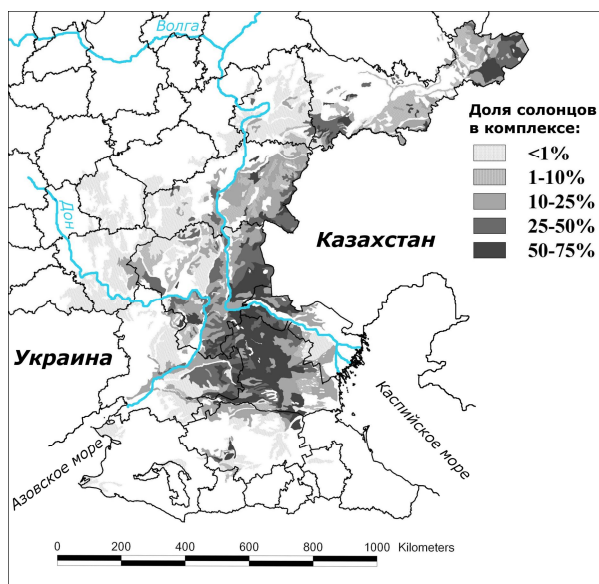 Волга
Доля солонцов
в комплексе:
<1%
1-10%
10-25%
25-50%
50-75%
Дон
Казахстан
Украина
Каспийское море
Азовское море
0 200 400 600 800 1000 Kilometers